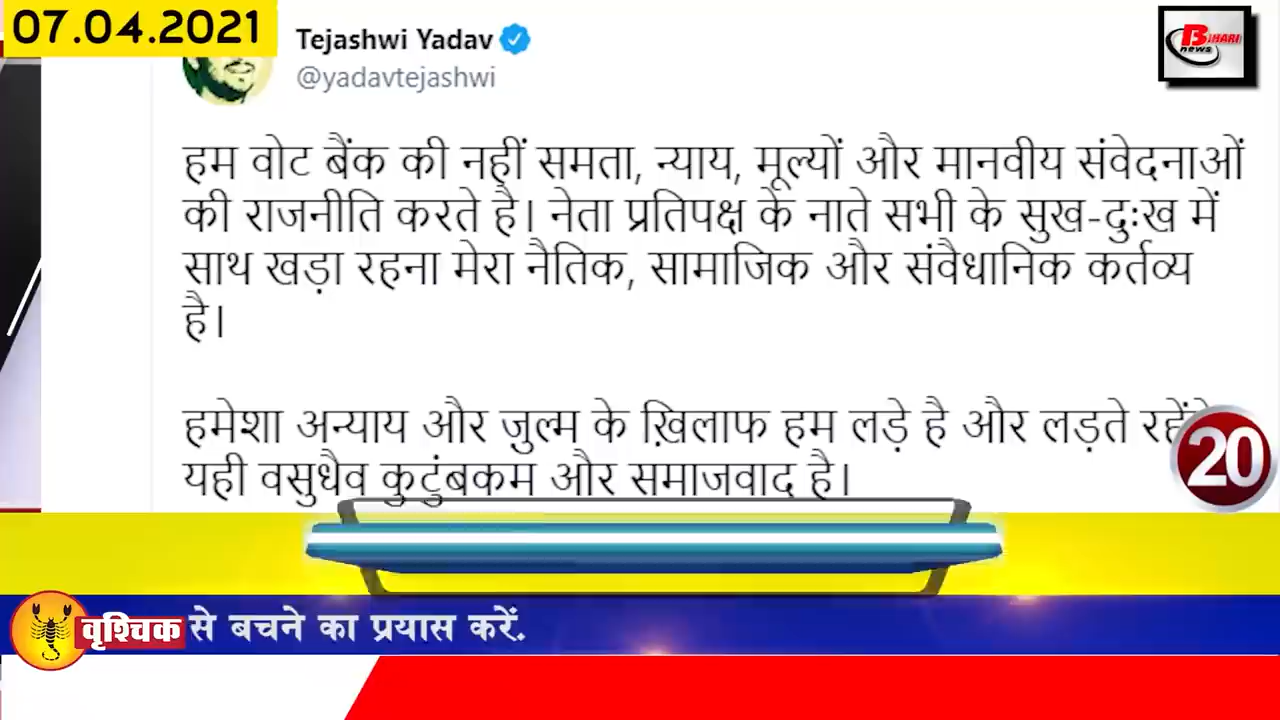 07.04.2021
Tejashwi Yadav
@yadavtejashwi
BIHARI
news
हम वोट बैंक की नहीं समता, न्याय, मूल्यों और मानवीय संवेदनाओं
की राजनीति करते है। नेता प्रतिपक्ष के नाते सभी के सुख-दुःख में
साथ खड़ा रहना मेरा नैतिक, सामाजिक और संवैधानिक कर्तव्य
है।
हमेशा अन्याय और ज़ुल्म के ख़िलाफ हम लड़े है और लड़ते
यही वसुधैव कुटुंबकम और समाजवाद है।
20
वृश्चिक से बचने का प्रयास करें.